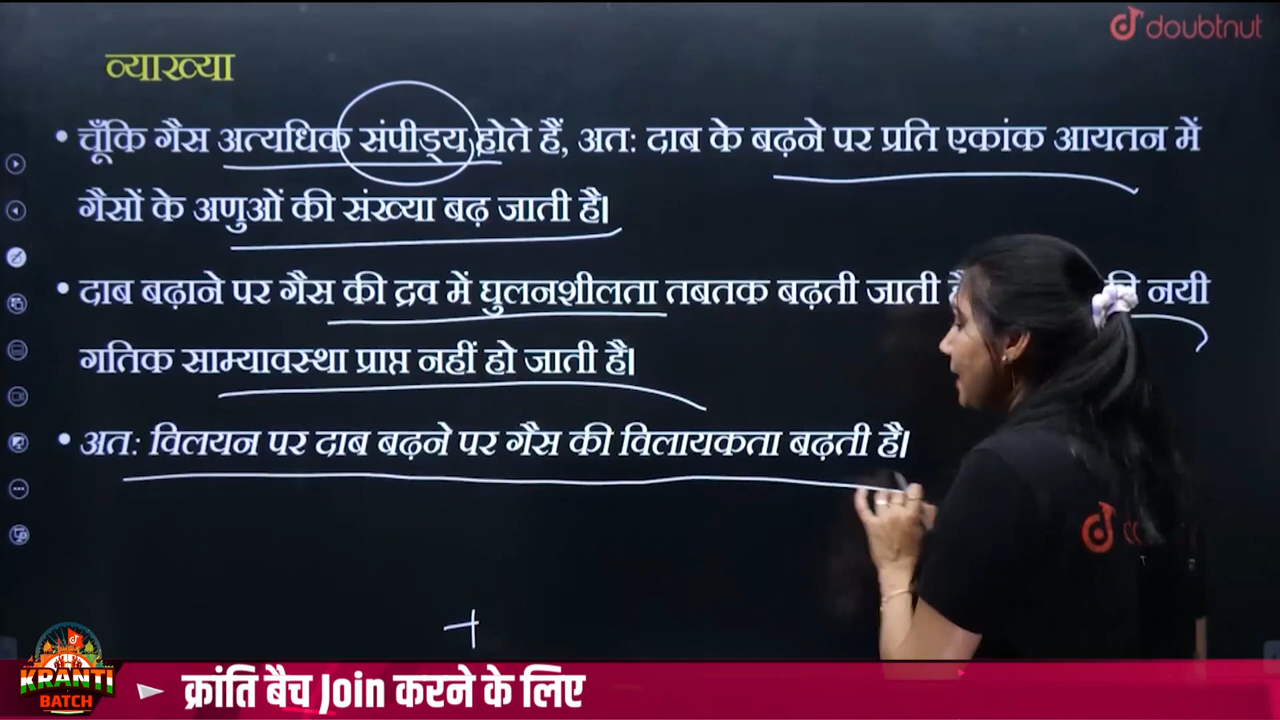 doubtnut
व्याख्या
• चूँकि गैस अत्यधिक संपीड्य होते हैं, अत: दाब के बढ़ने पर प्रति एकांक आयतन में
गैसों के अणुओं की संख्या बढ़ जाती है।
• दाब बढ़ाने पर गैस की द्रव में घुलनशीलता तबतक बढ़ती जाती नयी
गतिक साम्यावस्था प्राप्त नहीं हो जाती है।
• अत: विलयन पर दाब बढ़ने पर गैस की विलायकता बढ़ती है।
+
KRANTI
BATCH
क्रांति बैच Join करने के लिए